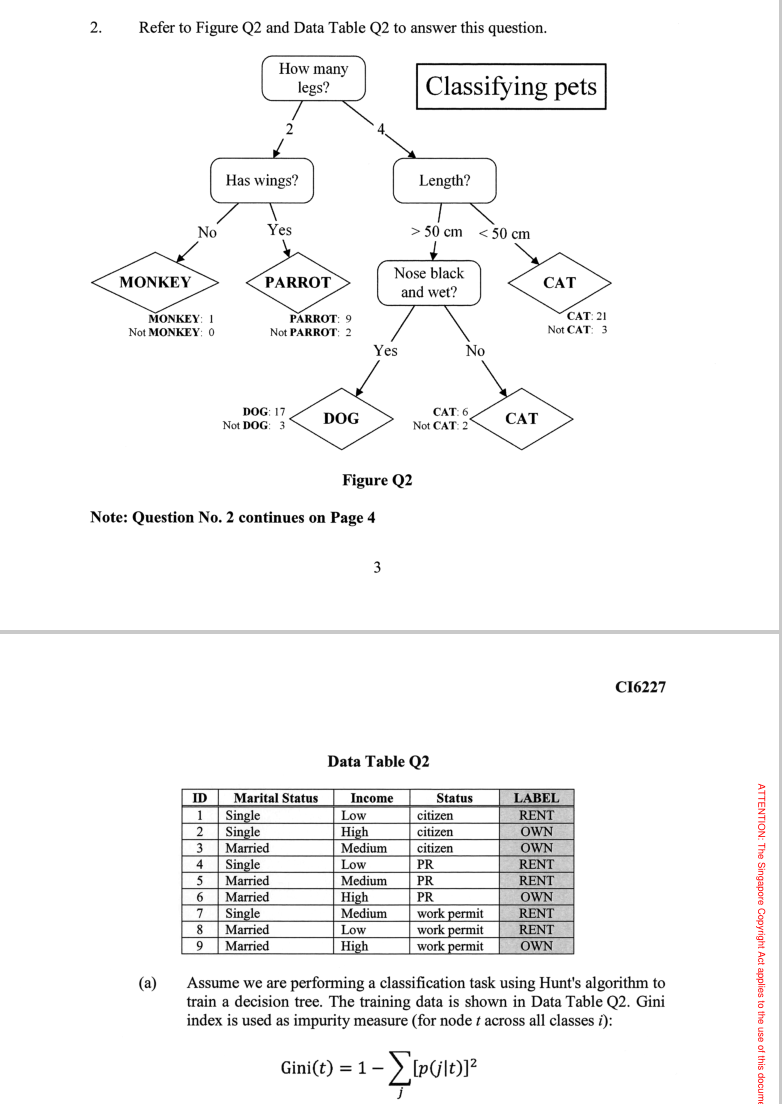 2. Refer to Figure Q2 and Data Table Q2 to answer this question.
How many
legs?
Classifying pets
2
4
Has wings?
Length?
No
Yes
> 50 cm
< 50 cm
MONKEY
PARROT
Nose black
and wet?
CAT
MONKEY: 1
Not MONKEY: 0
PARROT: 9
Not PARROT: 2
CAT: 21
Not CAT: 3
Yes
No
DOG: 17
Not DOG: 3
DOG
CAT: 6
Not CAT: 2
CAT
Figure Q2
Note: Question No. 2 continues on Page 4
3
CI6227
Data Table Q2
ID Marital Status Income Status LABEL
1 Single Low citizen RENT
2 Single High citizen OWN
3 Married Medium citizen OWN
4 Single Low PR RENT
5 Married Medium PR RENT
6 Married High PR OWN
7 Single Medium work permit RENT
8 Married Low work permit RENT
9 Married High work permit OWN
(a) Assume we are performing a classification task using Hunt's algorithm to
train a decision tree. The training data is shown in Data Table Q2. Gini
index is used as impurity measure (for node t across all classes i):
Gini(t) = 1 − ∑[p(j|t)]²
j
ATTENTION: The Singapore Copyright Act applies to the use of this